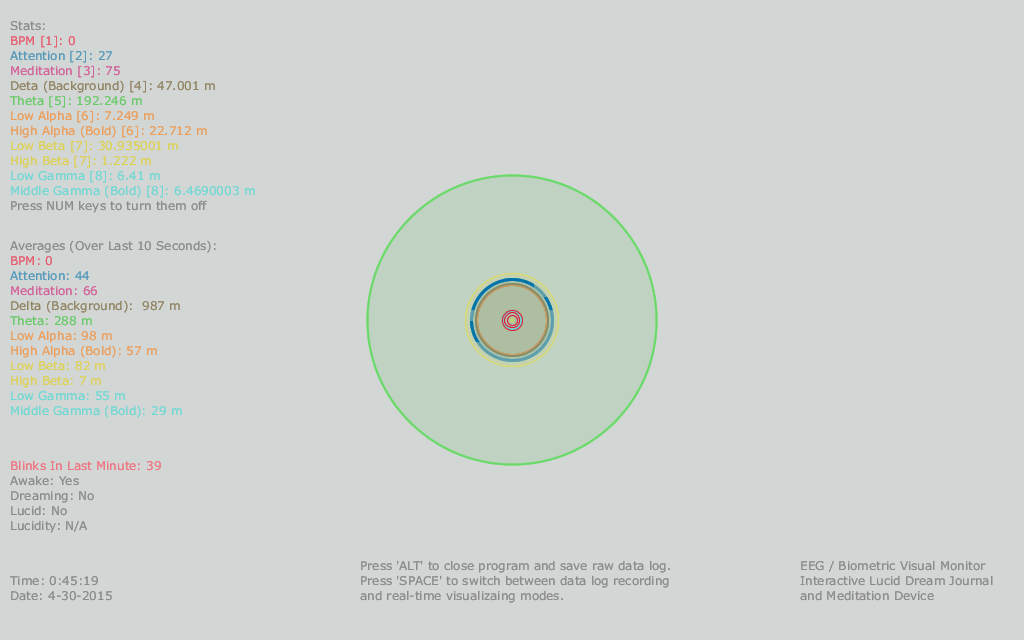 Stats:
BPM [1]: 0
Attention [2]: 27
Meditation [3]: 75
Deta (Background) [4]: 47.001 m
Theta [5]: 192.246 m
Low Alpha [6]: 7.249 m
High Alpha (Bold) [6]: 22.712 m
Low Beta [7]: 30.935001 m
High Beta [7]: 1.222 m
Low Gamma [8]: 6.41 m
Middle Gamma (Bold) [8]: 6.4690003 m
Press NUM keys to turn them off
Averages (Over Last 10 Seconds):
BPM: 0
Attention: 44
Meditation: 66
Delta (Background):  987 m
Theta: 288 m
Low Alpha: 98 m
High Alpha (Bold): 57 m
Low Beta: 82 m
High Beta: 7 m
Low Gamma: 55 m
Middle Gamma (Bold): 29 m
Blinks In Last Minute: 39
Awake: Yes
Dreaming: No
Lucid: No
Lucidity: N/A
Time: 0:45:19
Date: 4-30-2015
Press 'ALT' to close program and save raw data log.
Press 'SPACE' to switch between data log recording
and real-time visualizaing modes.
EEG / Biometric Visual Monitor
Interactive Lucid Dream Journal
and Meditation Device